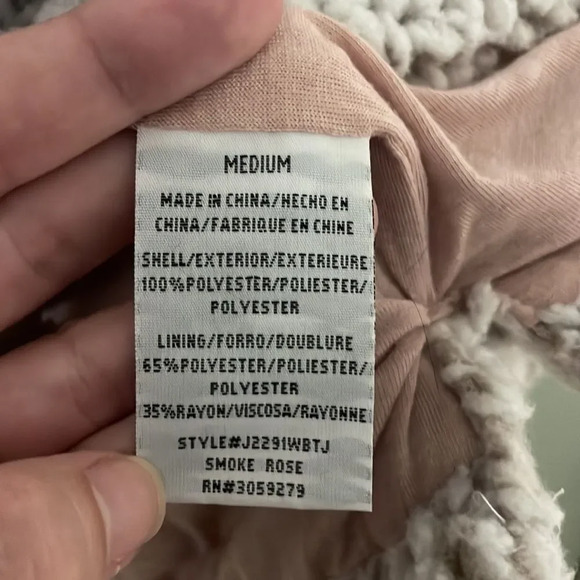 MEDIUM
MADE IN CHINA/HECHO EN
CHINA/FABRIQUE EN CHINE
SHELL/EXTERIOR/EXTERIEURE
100%POLYESTER/POLIESTER/
POLYESTER
LINING/FORRO/DOUBLURE
65%POLYESTER/POLIESTER/
POLYESTER
35%RAYON/VISCOSA/RAYONNE
STYLE#J2291WBTJ
SMOKE ROSE
RN#3059279